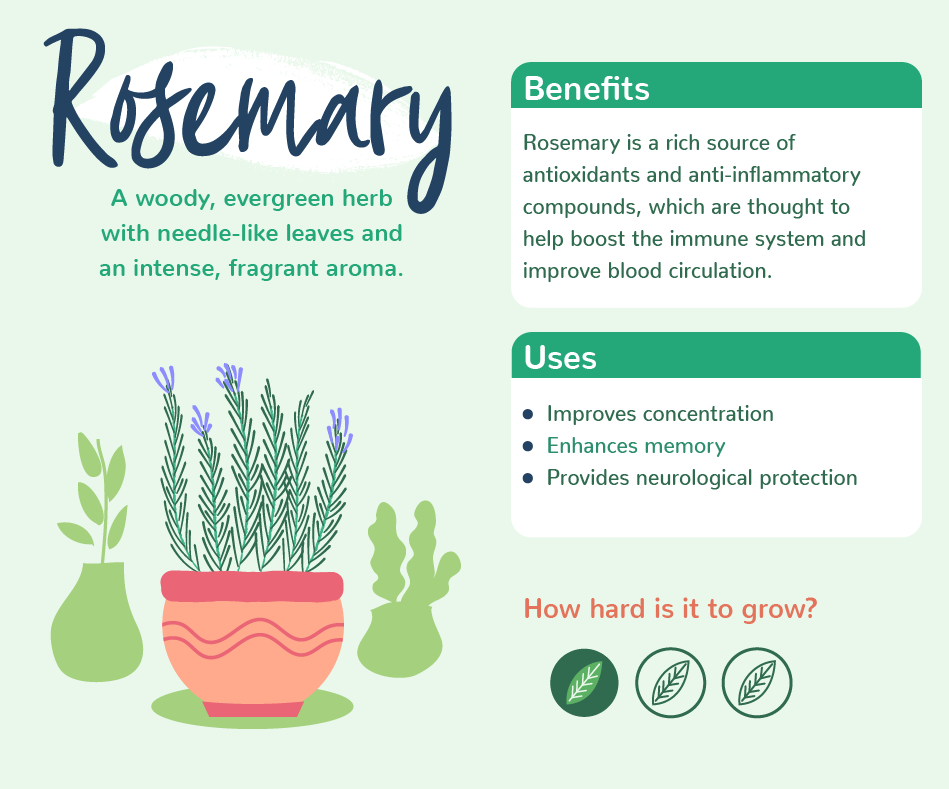 Rosemary
A woody, evergreen herb
with needle-like leaves and
an intense, fragrant aroma.
Benefits
Rosemary is a rich source of
antioxidants and anti-inflammatory
compounds, which are thought to
help boost the immune system and
improve blood circulation.
Uses
Improves concentration
Enhances memory
Provides neurological protection
How hard is it to grow?